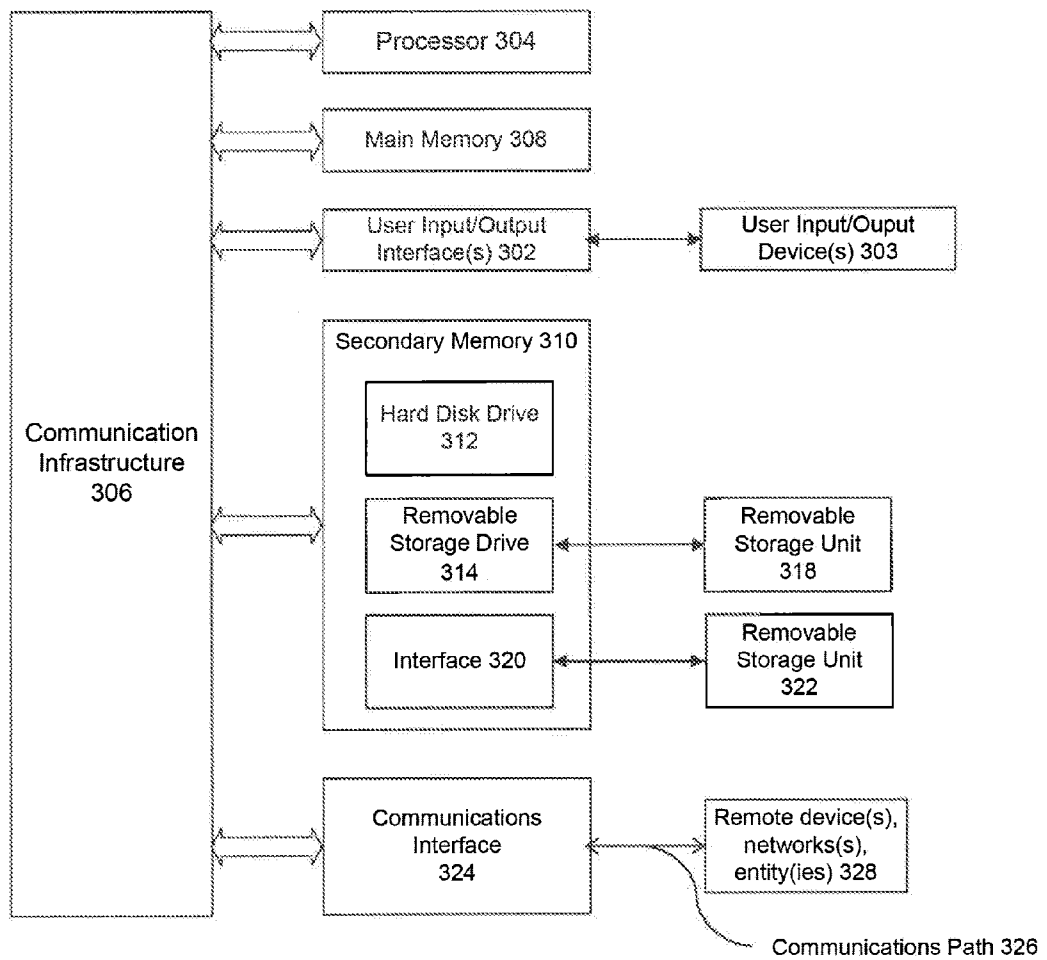 Processor 304
Main Memory 308
User Input/Output
Interface(s) 302
User Input/Ouput
Device(s) 303
Secondary Memory 310
Hard Disk Drive
312
Communication
Infrastructure
306
Removable
Storage Drive
314
Removable
Storage Unit
318
Interface 320
Removable
Storage Unit
322
Communications
Interface
324
Remote device(s),
networks(s),
entity(ies) 328
Communications Path 326